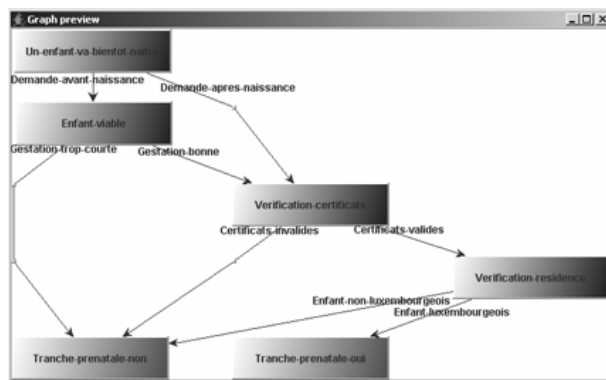 Graph preview
Un-enfant-va-bientot-naitre
Demande-avant-naissance
Demande-apres-naissance
Enfant-viable
Gestation-trop-courte
Gestation-bonne
Verification-certificats
Certificats-invalides
Certificats-valides
Verification-residence
Enfant-non-luxembourgeois
Enfant-luxembourgeois
Tranche-prenatale-non
Tranche-prenatale-oui